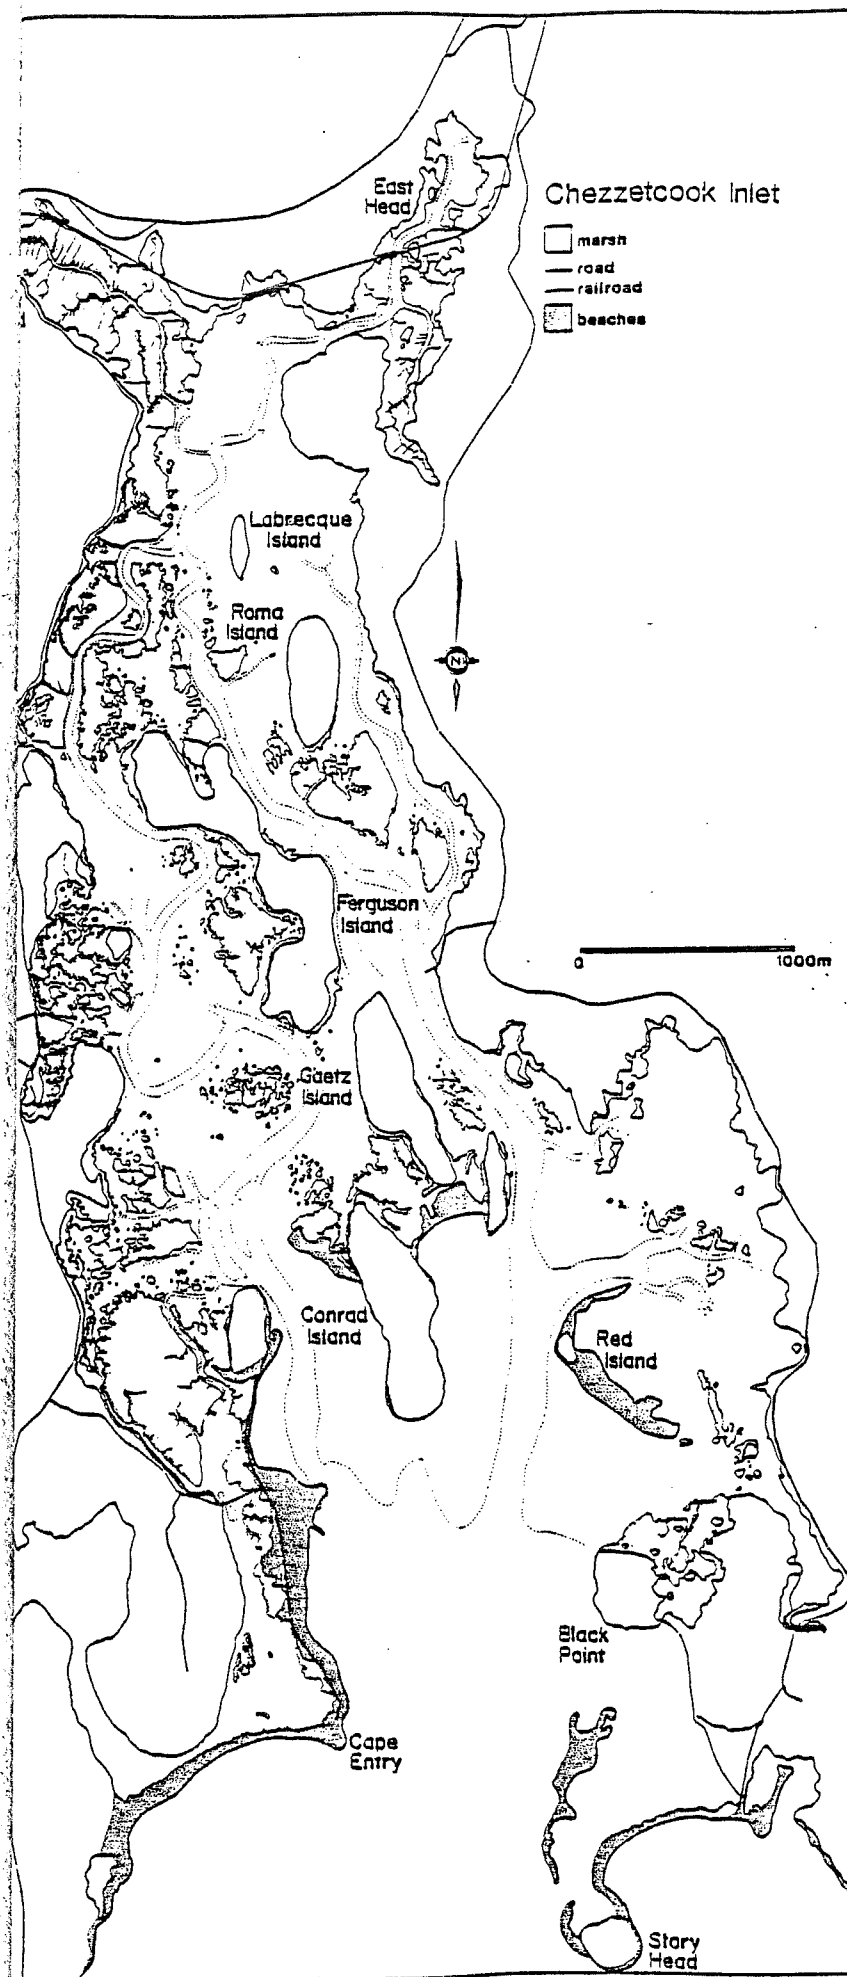 East
Head
Chezzetcook Inlet
marsh
road
railroad
beaches
Labrecque
Island
Roma
Island
N
Ferguson
Island
0 1000m
Gaetz
Island
Conrad
Island
Red
Island
Black
Point
Cape
Entry
Story
Head